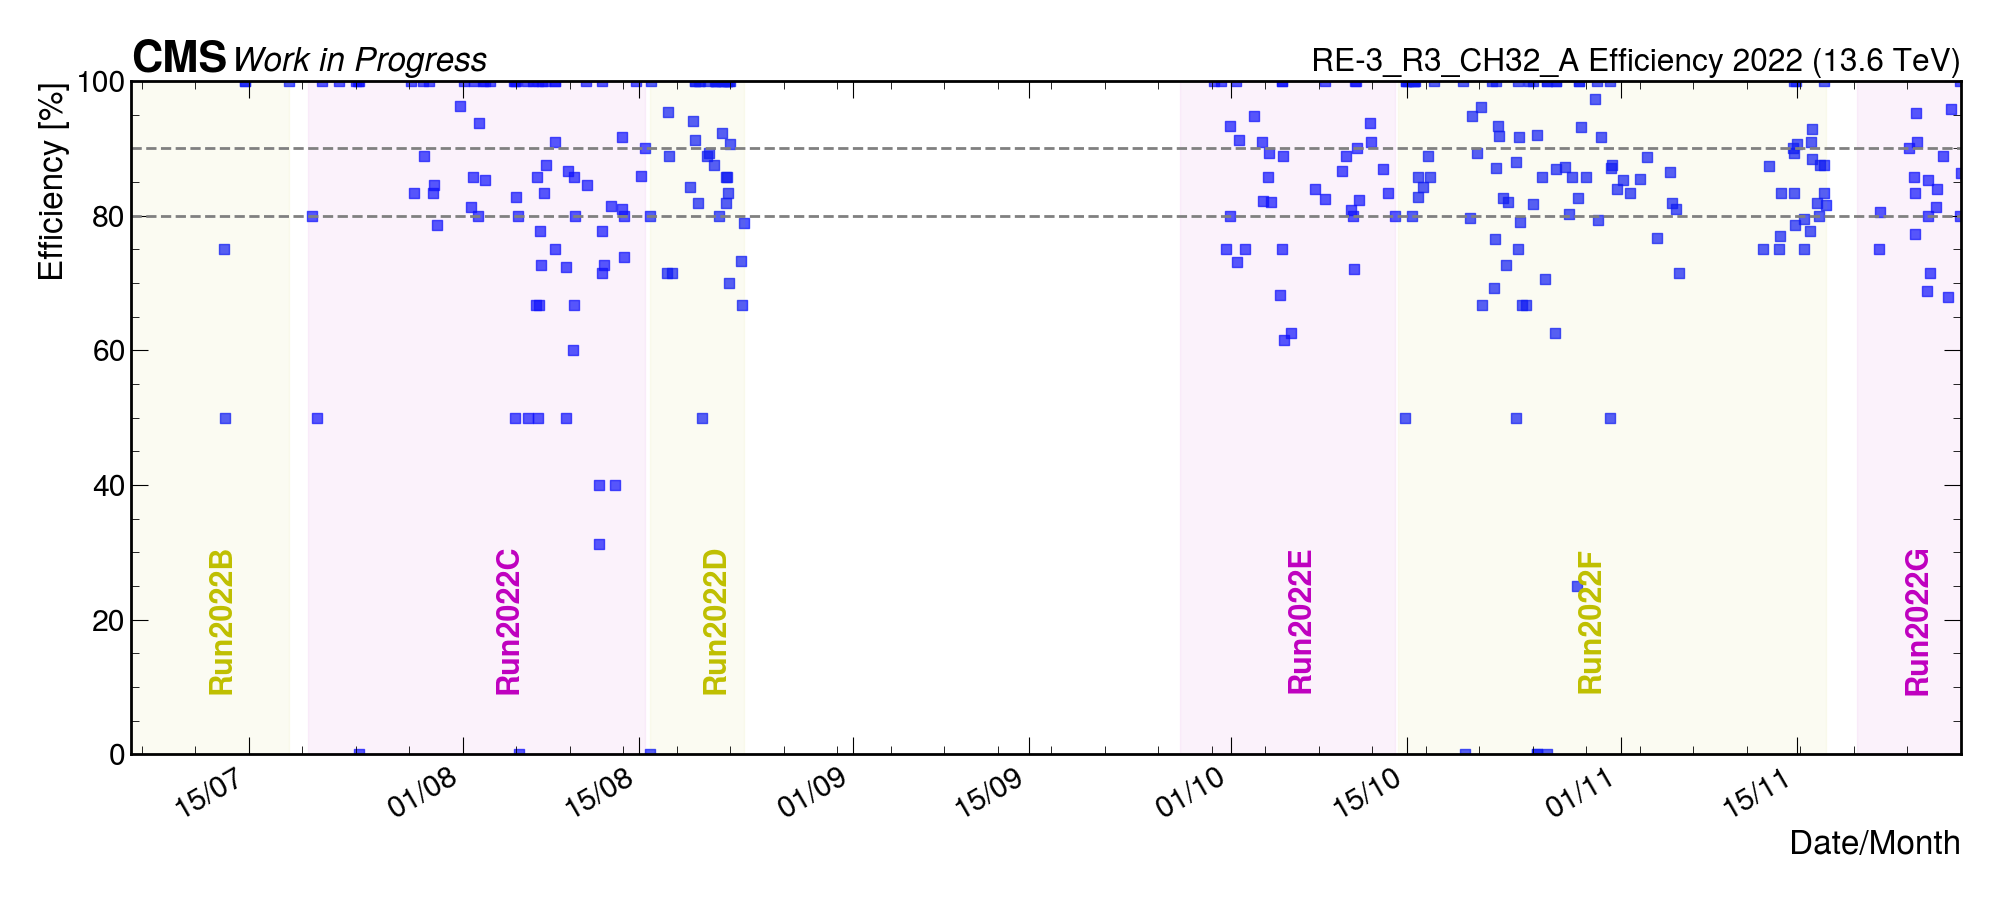 CMS Work in Progress
RE-3_R3_CH32_A Efficiency 2022 (13.6 TeV)
Efficiency [%]
100
80
60
40
20
0
Run2022B
Run2022C
Run2022D
Run2022E
Run2022F
Run2022G
15/07
01/08
15/08
01/09
15/09
01/10
15/10
01/11
15/11
Date/Month